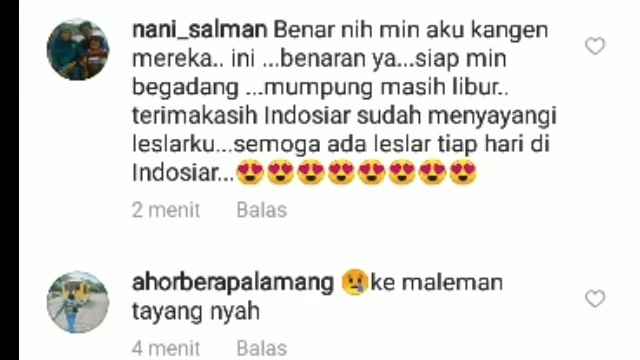 nani_salman Benar nih min aku kangen
mereka.. ini ...benaran ya...siap min
begadang ...mumpung masih libur..
terimakasih Indosiar sudah menyayangi
leslarku...semoga ada leslar tiap hari di
Indosiar...😍😍😍😍😍😍😍😍
2 menit Balas
ahorberapalamang 😢ke maleman
tayang nyah
4 menit Balas